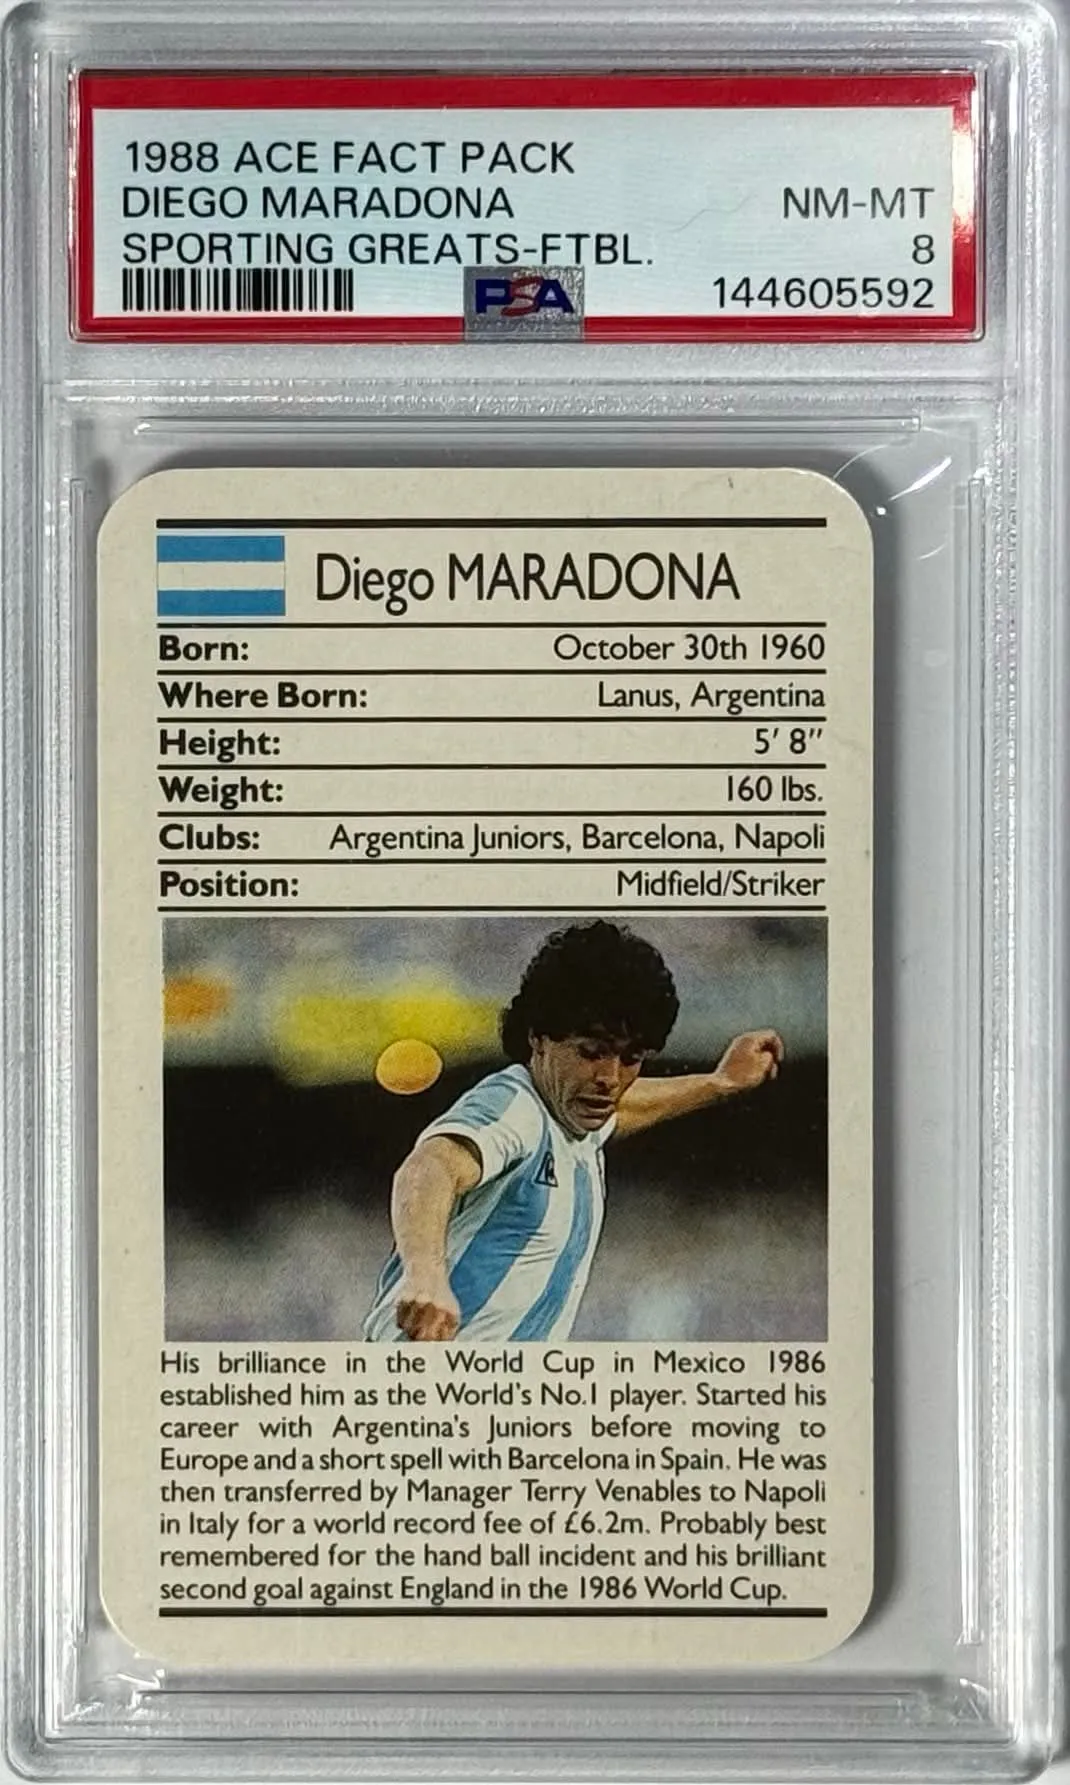 1988 ACE FACT PACK
DIEGO MARADONA NM-MT
SPORTING GREATS-FTBL. 8
PSA 144605592
Diego MARADONA
Born: October 30th 1960
Where Born: Lanus, Argentina
Height: 5' 8"
Weight: 160 lbs.
Clubs: Argentina Juniors, Barcelona, Napoli
Position: Midfield/Striker
His brilliance in the World Cup in Mexico 1986
established him as the World's No.1 player. Started his
career with Argentina's Juniors before moving to
Europe and a short spell with Barcelona in Spain. He was
then transferred by Manager Terry Venables to Napoli
in Italy for a world record fee of £6.2m. Probably best
remembered for the hand ball incident and his brilliant
second goal against England in the 1986 World Cup.